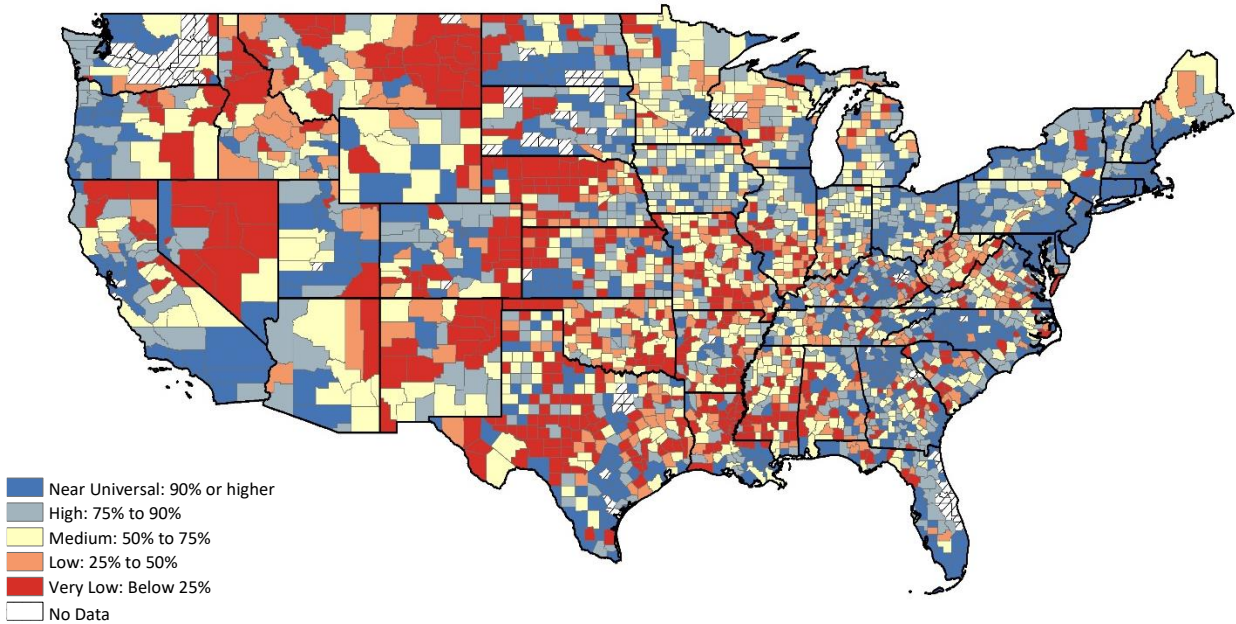 Near Universal: 90% or higher
High: 75% to 90%
Medium: 50% to 75%
Low: 25% to 50%
Very Low: Below 25%
No Data